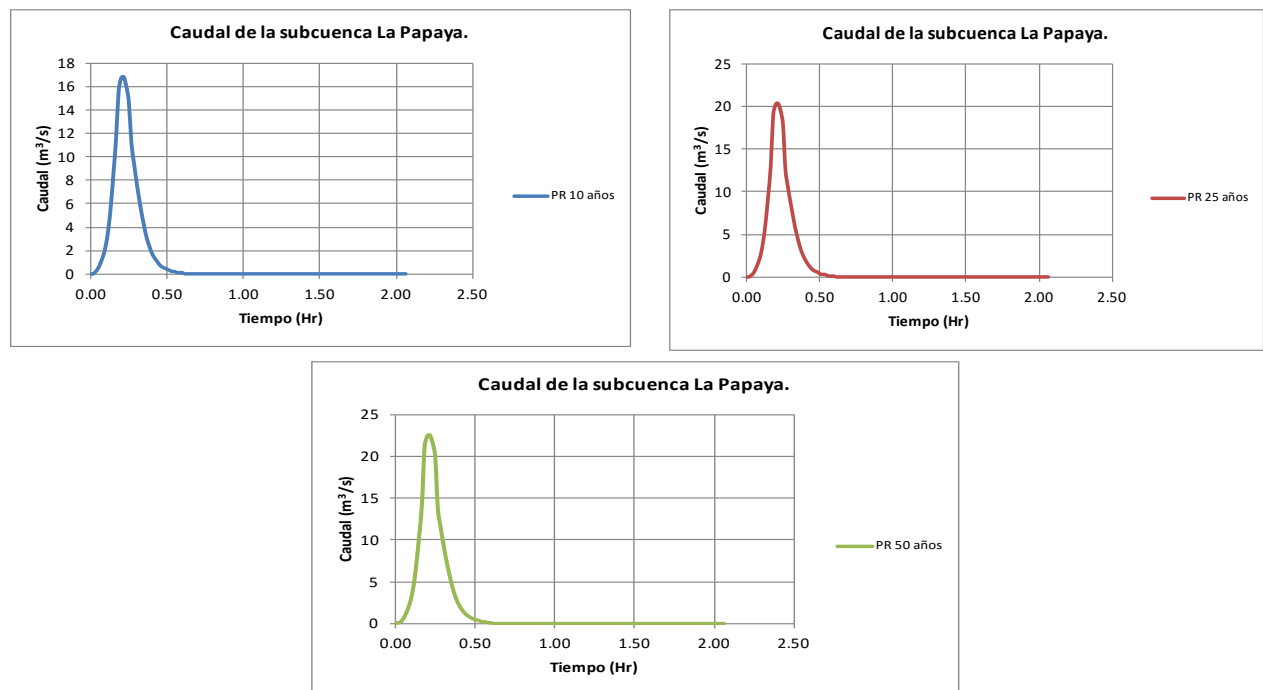 Caudal de la subcuenca La Papaya.
18
16
14
12
10
8
6
4
2
0
0.00 0.50 1.00 1.50 2.00 2.50
Caudal (m³/s)
Tiempo (Hr)
PR 10 años
Caudal de la subcuenca La Papaya.
25
20
15
10
5
0
0.00 0.50 1.00 1.50 2.00 2.50
Caudal (m³/s)
Tiempo (Hr)
PR 25 años
Caudal de la subcuenca La Papaya.
25
20
15
10
5
0
0.00 0.50 1.00 1.50 2.00 2.50
Caudal (m³/s)
Tiempo (Hr)
PR 50 años